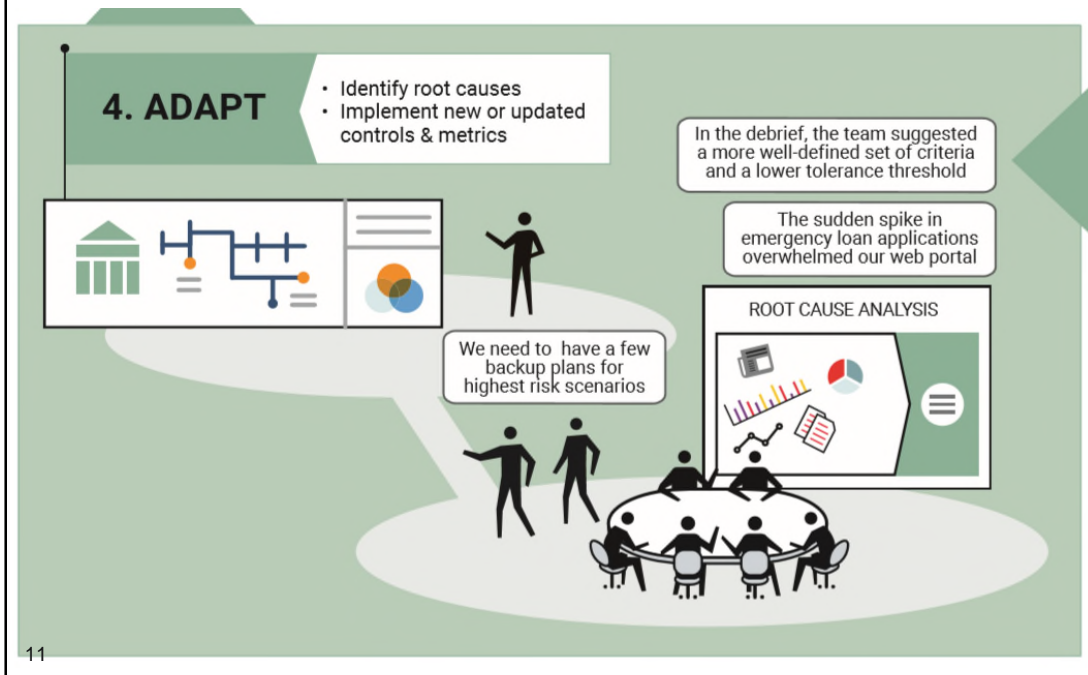 4. ADAPT
• Identify root causes
• Implement new or updated
controls & metrics
In the debrief, the team suggested
a more well-defined set of criteria
and a lower tolerance threshold
The sudden spike in
emergency loan applications
overwhelmed our web portal
We need to have a few
backup plans for
highest risk scenarios
ROOT CAUSE ANALYSIS
11